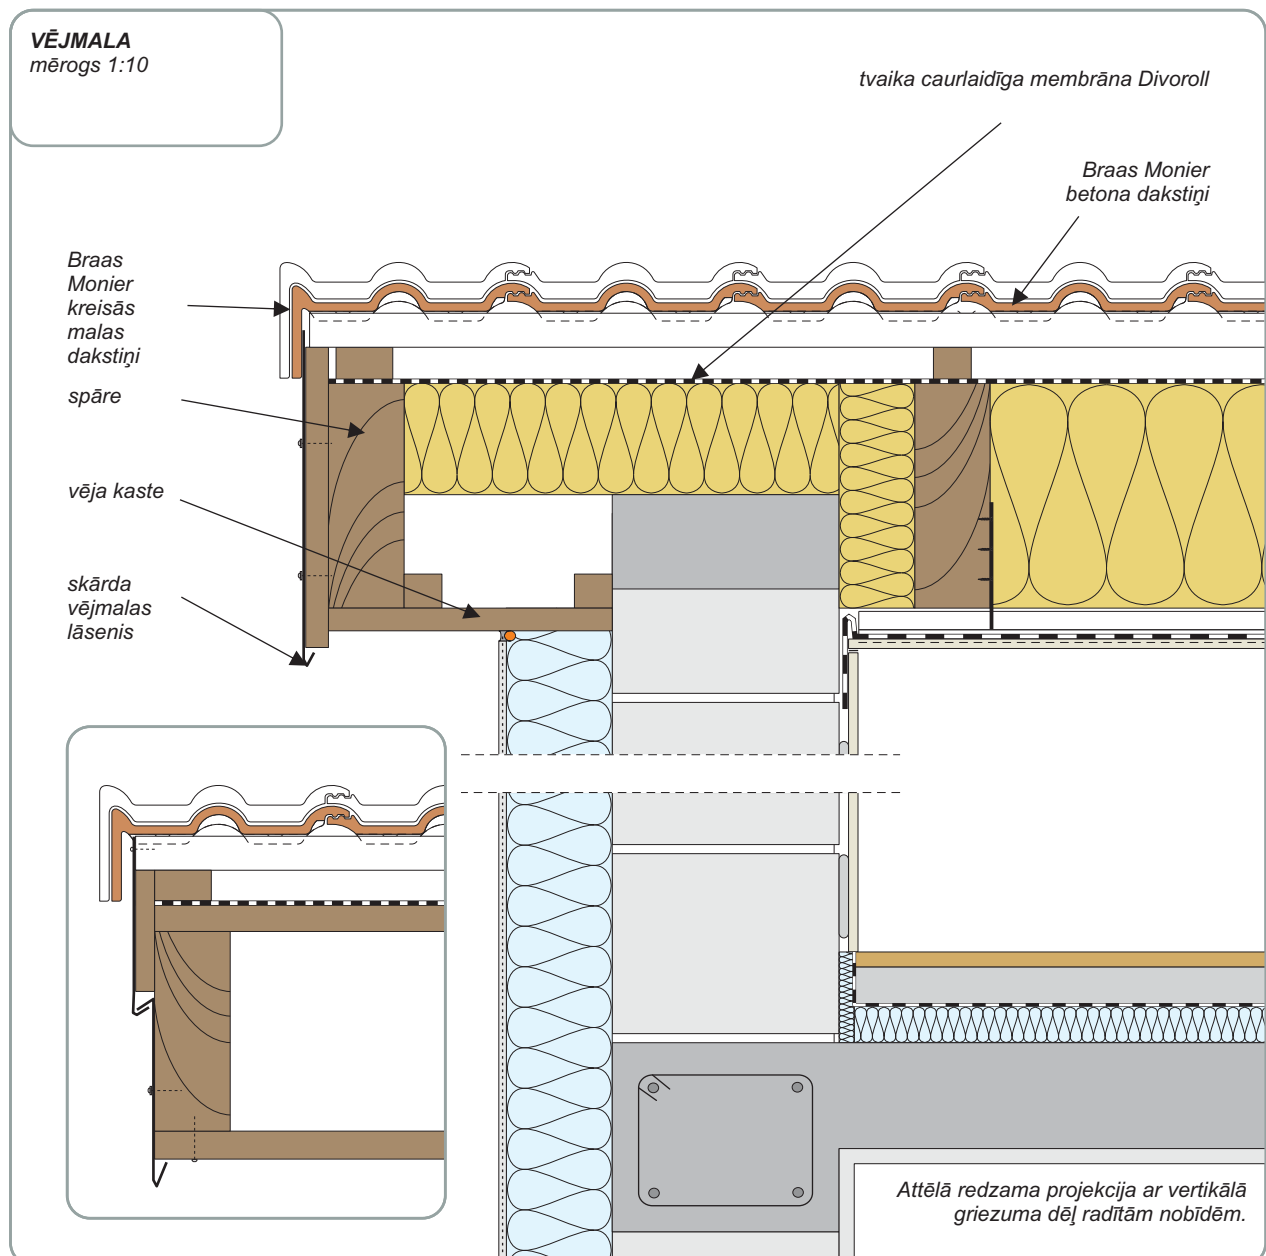 VĒJMALA
mērogs 1:10
tvaika caurlaidīga membrāna Divoroll
Braas Monier
betona dakstiņi
Braas
Monier
kreisās
malas
dakstiņi
spāre
vēja kaste
skārda
vējmalas
lāsenis
Attēlā redzama projekcija ar vertikālā
griezuma dēļ radītām nobīdēm.